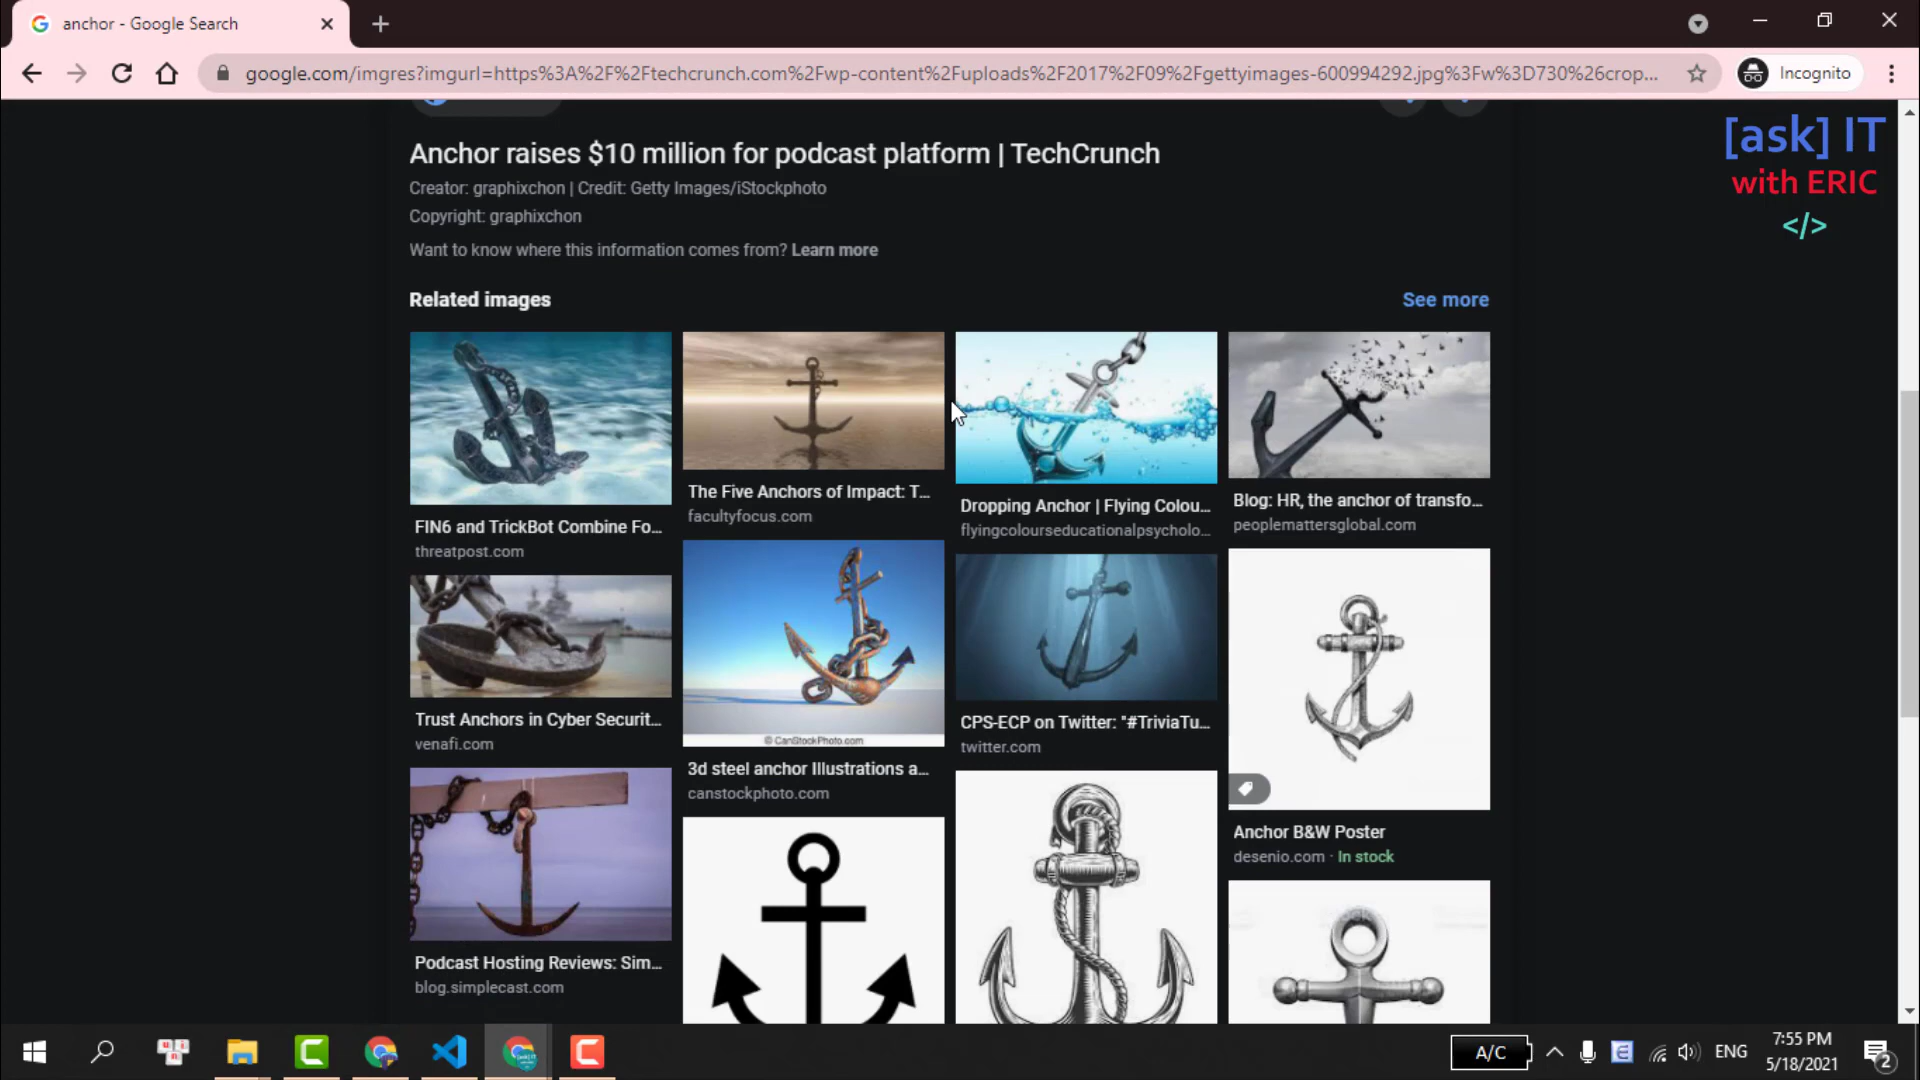 anchor - Google Search
google.com/imgres?imgurl=https%3A%2F%2Ftechcrunch.com%2Fwp-content%2Fuploads%2F2017%2F09%2Fgettyimages-600994292.jpg%3Fw%3D730%26crop...
Incognito
[ask] IT
with ERIC
</>
Anchor raises $10 million for podcast platform | TechCrunch
Creator: graphixchon | Credit: Getty Images/iStockphoto
Copyright: graphixchon
Want to know where this information comes from? Learn more
Related images
See more
FIN6 and TrickBot Combine Fo...
threatpost.com
The Five Anchors of Impact: T...
facultyfocus.com
Dropping Anchor | Flying Colou...
flyingcolourseducationalpsycholo...
Blog: HR, the anchor of transfo...
peoplemattersglobal.com
Trust Anchors in Cyber Securit...
venafi.com
© CanStockPhoto.com
3d steel anchor Illustrations a...
canstockphoto.com
CPS-ECP on Twitter: "#TriviaTu...
twitter.com
Anchor B&W Poster
desenio.com · In stock
Podcast Hosting Reviews: Sim...
blog.simplecast.com
A/C
ENG
7:55 PM
5/18/2021
2